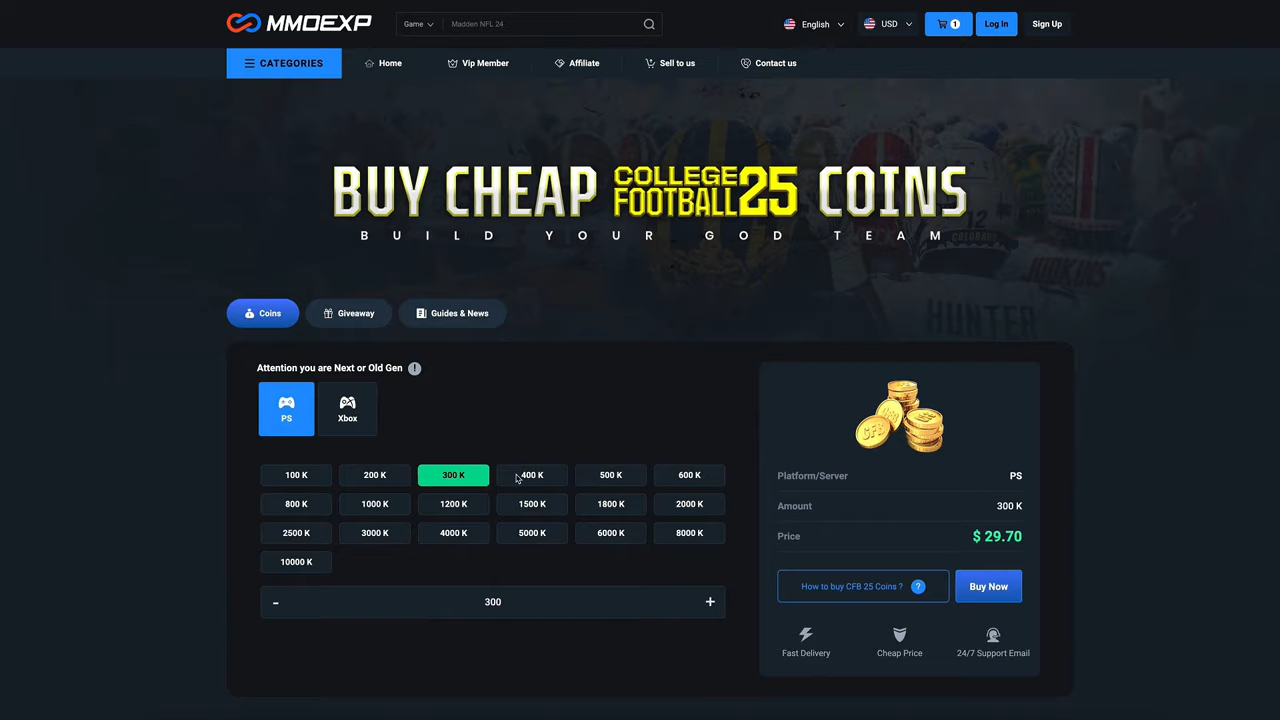 MMOEXP
Game
Madden NFL 24
English
USD
1
Log In
Sign Up
CATEGORIES
Home
Vip Member
Affiliate
Sell to us
Contact us
BUY CHEAP COLLEGE FOOTBALL 25 COINS
BUILD YOUR GOD TEAM
12
COLORADO
HUNTER
Coins
Giveaway
Guides & News
Attention you are Next or Old Gen !
PS
Xbox
100 K
200 K
300 K
400 K
500 K
600 K
800 K
1000 K
1200 K
1500 K
1800 K
2000 K
2500 K
3000 K
4000 K
5000 K
6000 K
8000 K
10000 K
- 300 +
CFB
Platform/Server PS
Amount 300 K
Price $ 29.70
How to buy CFB 25 Coins ? ?
Buy Now
Fast Delivery
Cheap Price
24/7 Support Email